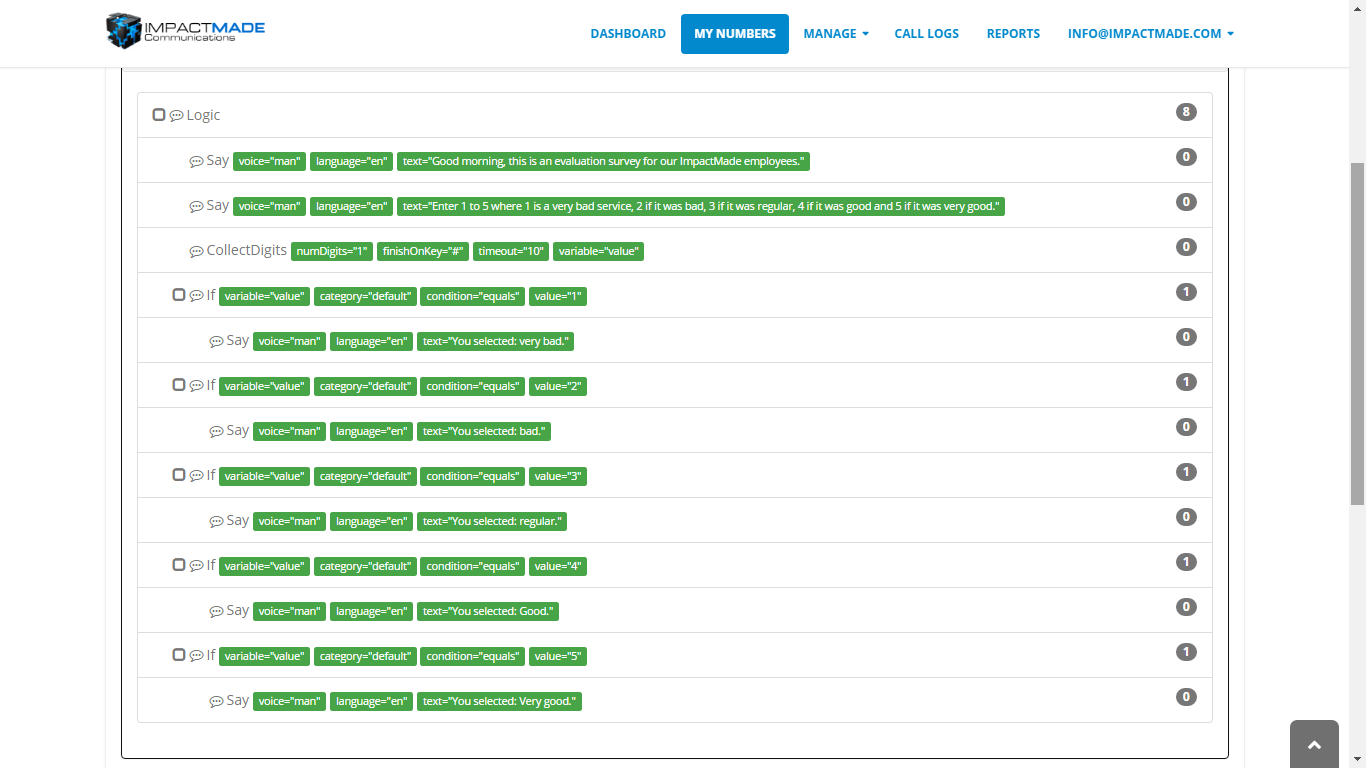 IMPACTMADE
Communications
DASHBOARD MY NUMBERS MANAGE CALL LOGS REPORTS INFO@IMPACTMADE.COM
Logic 8
Say voice="man" language="en" text="Good morning, this is an evaluation survey for our ImpactMade employees." 0
Say voice="man" language="en" text="Enter 1 to 5 where 1 is a very bad service, 2 if it was bad, 3 if it was regular, 4 if it was good and 5 if it was very good." 0
CollectDigits numDigits="1" finishOnKey="#" timeout="10" variable="value" 0
If variable="value" category="default" condition="equals" value="1" 1
Say voice="man" language="en" text="You selected: very bad." 0
If variable="value" category="default" condition="equals" value="2" 1
Say voice="man" language="en" text="You selected: bad." 0
If variable="value" category="default" condition="equals" value="3" 1
Say voice="man" language="en" text="You selected: regular." 0
If variable="value" category="default" condition="equals" value="4" 1
Say voice="man" language="en" text="You selected: Good." 0
If variable="value" category="default" condition="equals" value="5" 1
Say voice="man" language="en" text="You selected: Very good." 0